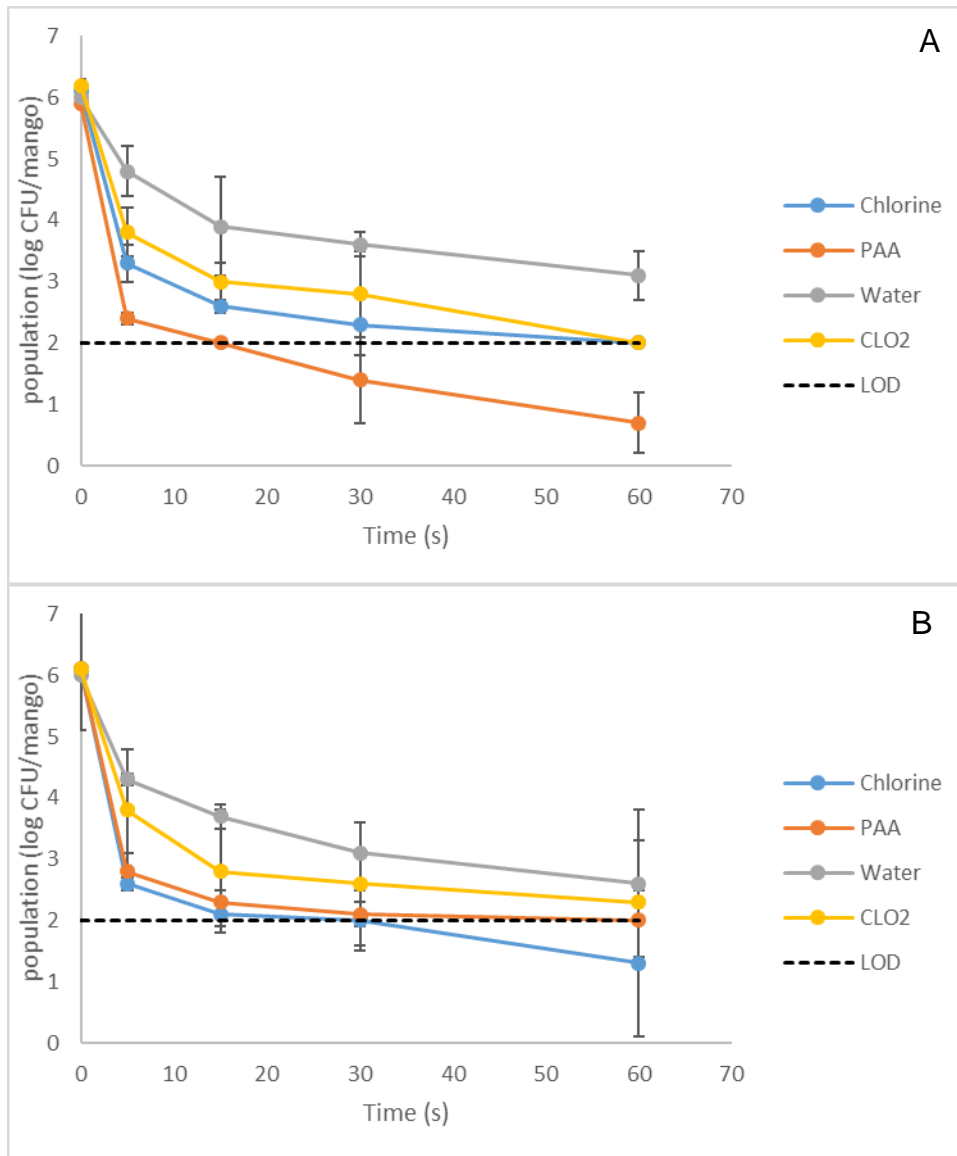 A
population (log CFU/mango)
7
6
5
4
3
2
1
0
0 10 20 30 40 50 60 70
Time (s)
Chlorine
PAA
Water
CLO2
LOD
B
population (log CFU/mango)
7
6
5
4
3
2
1
0
0 10 20 30 40 50 60 70
Time (s)
Chlorine
PAA
Water
CLO2
LOD